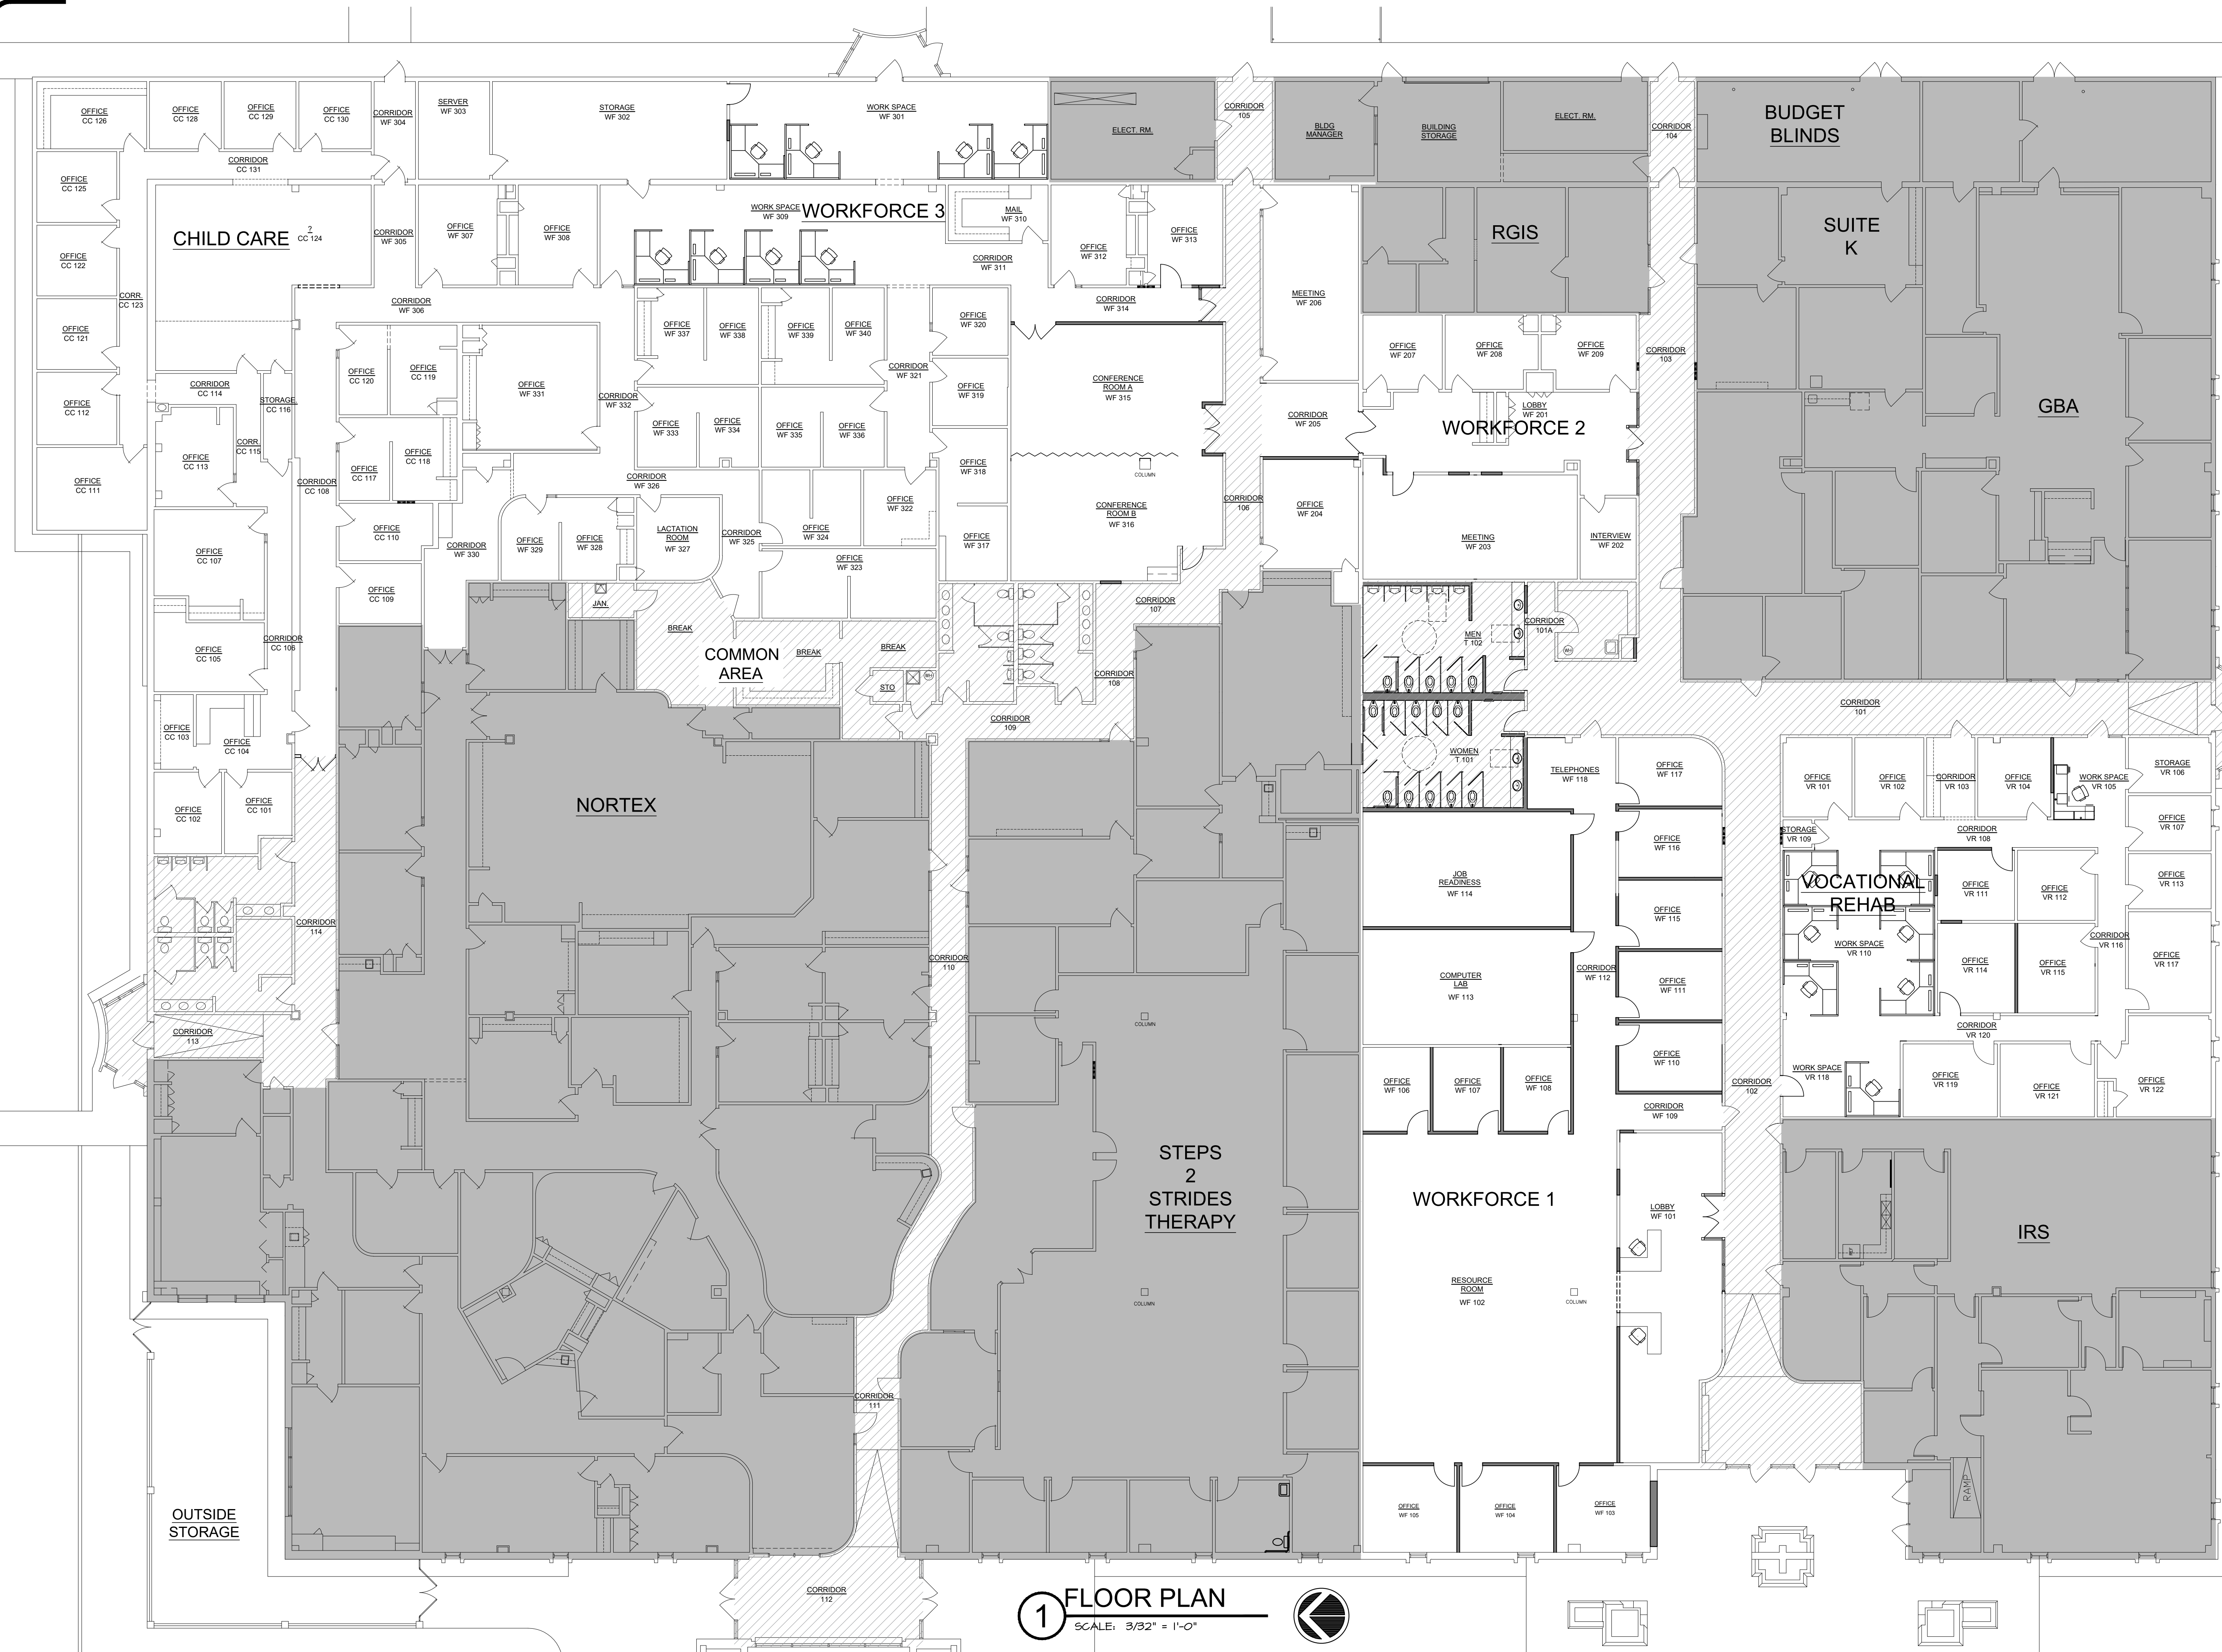 OFFICE
CC 126
OFFICE
CC 128
OFFICE
CC 129
OFFICE
CC 130
CORRIDOR
WF 304
SERVER
WF 303
STORAGE
WF 302
WORK SPACE
WF 301
ELECT. RM.
CORRIDOR
105
BLDG
MANAGER
BUILDING
STORAGE
ELECT. RM.
CORRIDOR
104
BUDGET
BLINDS
CORRIDOR
CC 131
OFFICE
CC 125
CHILD CARE
?
CC 124
CORRIDOR
WF 305
OFFICE
WF 307
OFFICE
WF 308
WORK SPACE
WF 309
WORKFORCE 3
MAIL
WF 310
OFFICE
WF 312
OFFICE
WF 313
CORRIDOR
WF 311
RGIS
SUITE
K
OFFICE
CC 122
CORR.
CC 123
OFFICE
CC 121
OFFICE
CC 112
OFFICE
CC 111
CORRIDOR
WF 306
CORRIDOR
WF 314
MEETING
WF 206
OFFICE
WF 337
OFFICE
WF 338
OFFICE
WF 339
OFFICE
WF 340
OFFICE
WF 320
CORRIDOR
WF 321
OFFICE
WF 319
OFFICE
WF 207
OFFICE
WF 208
OFFICE
WF 209
CORRIDOR
103
CORRIDOR
CC 114
STORAGE
CC 116
OFFICE
CC 120
OFFICE
CC 119
OFFICE
WF 331
CORRIDOR
WF 332
CONFERENCE
ROOM A
WF 315
CORRIDOR
WF 205
LOBBY
WF 201
WORKFORCE 2
GBA
OFFICE
WF 333
OFFICE
WF 334
OFFICE
WF 335
OFFICE
WF 336
OFFICE
CC 113
CORR.
CC 115
CORRIDOR
CC 108
OFFICE
CC 117
OFFICE
CC 118
CORRIDOR
WF 326
OFFICE
WF 318
COLUMN
CONFERENCE
ROOM B
WF 316
CORRIDOR
106
OFFICE
WF 204
MEETING
WF 203
INTERVIEW
WF 202
OFFICE
CC 110
CORRIDOR
WF 330
OFFICE
WF 329
OFFICE
WF 328
LACTATION
ROOM
WF 327
CORRIDOR
WF 325
OFFICE
WF 324
OFFICE
WF 322
OFFICE
WF 317
OFFICE
WF 323
OFFICE
CC 107
OFFICE
CC 109
JAN.
BREAK
COMMON
AREA
BREAK
BREAK
STO
WH
CORRIDOR
107
CORRIDOR
108
CORRIDOR
109
MEN
T 102
CORRIDOR
101A
WH
OFFICE
CC 105
CORRIDOR
CC 106
OFFICE
CC 103
OFFICE
CC 104
OFFICE
CC 102
OFFICE
CC 101
CORRIDOR
101
WOMEN
T 101
TELEPHONES
WF 118
OFFICE
WF 117
OFFICE
VR 101
OFFICE
VR 102
CORRIDOR
VR 103
OFFICE
VR 104
WORK SPACE
VR 105
STORAGE
VR 106
NORTEX
OFFICE
WF 116
STORAGE
VR 109
CORRIDOR
VR 108
OFFICE
VR 107
JOB
READINESS
WF 114
OFFICE
WF 115
VOCATIONAL
REHAB
OFFICE
VR 111
OFFICE
VR 112
OFFICE
VR 113
CORRIDOR
114
CORRIDOR
110
COMPUTER
LAB
WF 113
CORRIDOR
WF 112
OFFICE
WF 111
WORK SPACE
VR 110
OFFICE
VR 114
OFFICE
VR 115
CORRIDOR
VR 116
OFFICE
VR 117
CORRIDOR
113
COLUMN
CORRIDOR
VR 120
OFFICE
WF 106
OFFICE
WF 107
OFFICE
WF 108
OFFICE
WF 110
CORRIDOR
102
WORK SPACE
VR 118
OFFICE
VR 119
OFFICE
VR 121
OFFICE
VR 122
CORRIDOR
WF 109
STEPS
2
STRIDES
THERAPY
WORKFORCE 1
LOBBY
WF 101
IRS
RESOURCE
ROOM
WF 102
COLUMN
COLUMN
CORRIDOR
111
OUTSIDE
STORAGE
OFFICE
WF 105
OFFICE
WF 104
OFFICE
WF 103
RAMP
CORRIDOR
112
1
FLOOR PLAN
SCALE: 3/32" = 1'-0"